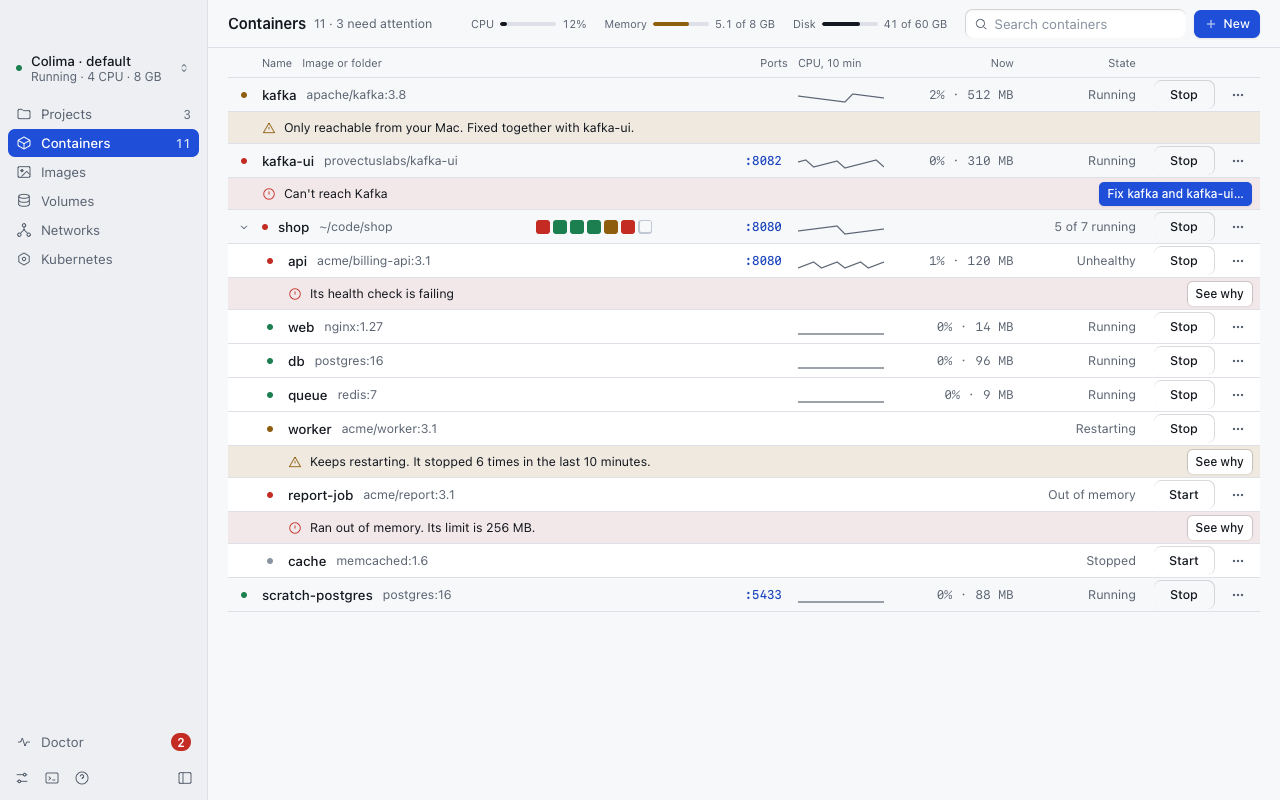 Containers 11 · 3 need attention CPU 12% Memory 5.1 of 8 GB Disk 41 of 60 GB Search containers New
Colima · default
Running · 4 CPU · 8 GB
Projects 3
Containers 11
Images
Volumes
Networks
Kubernetes
Doctor 2
Name Image or folder Ports CPU, 10 min Now State
kafka apache/kafka:3.8 2% · 512 MB Running Stop
Only reachable from your Mac. Fixed together with kafka-ui.
kafka-ui provectuslabs/kafka-ui :8082 0% · 310 MB Running Stop
Can't reach Kafka Fix kafka and kafka-ui...
shop ~/code/shop :8080 5 of 7 running Stop
api acme/billing-api:3.1 :8080 1% · 120 MB Unhealthy Stop
Its health check is failing See why
web nginx:1.27 0% · 14 MB Running Stop
db postgres:16 0% · 96 MB Running Stop
queue redis:7 0% · 9 MB Running Stop
worker acme/worker:3.1 Restarting Stop
Keeps restarting. It stopped 6 times in the last 10 minutes. See why
report-job acme/report:3.1 Out of memory Start
Ran out of memory. Its limit is 256 MB. See why
cache memcached:1.6 Stopped Start
scratch-postgres postgres:16 :5433 0% · 88 MB Running Stop